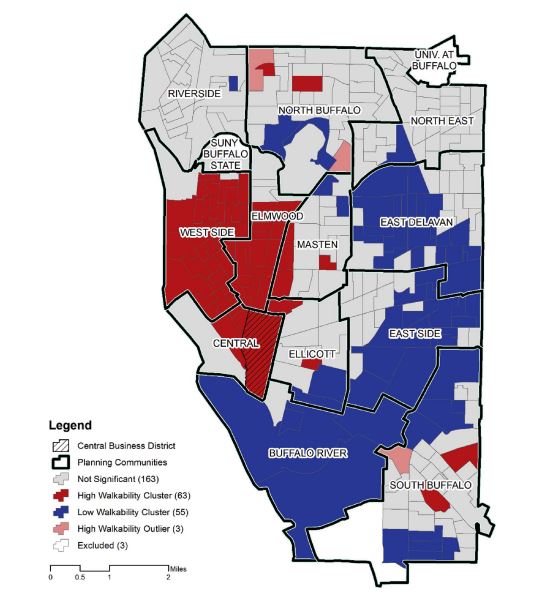 UNIV. AT
BUFFALO
RIVERSIDE
NORTH BUFFALO
NORTH EAST
SUNY
BUFFALO
STATE
ELMWOOD
EAST DELAVAN
WEST SIDE
MASTEN
CENTRAL
EAST SIDE
ELLICOTT
Legend
Central Business District
Planning Communities
Not Significant (163)
High Walkability Cluster (63)
Low Walkability Cluster (55)
High Walkability Outlier (3)
Excluded (3)
BUFFALO RIVER
SOUTH BUFFALO
Miles
0 0.5 1 2